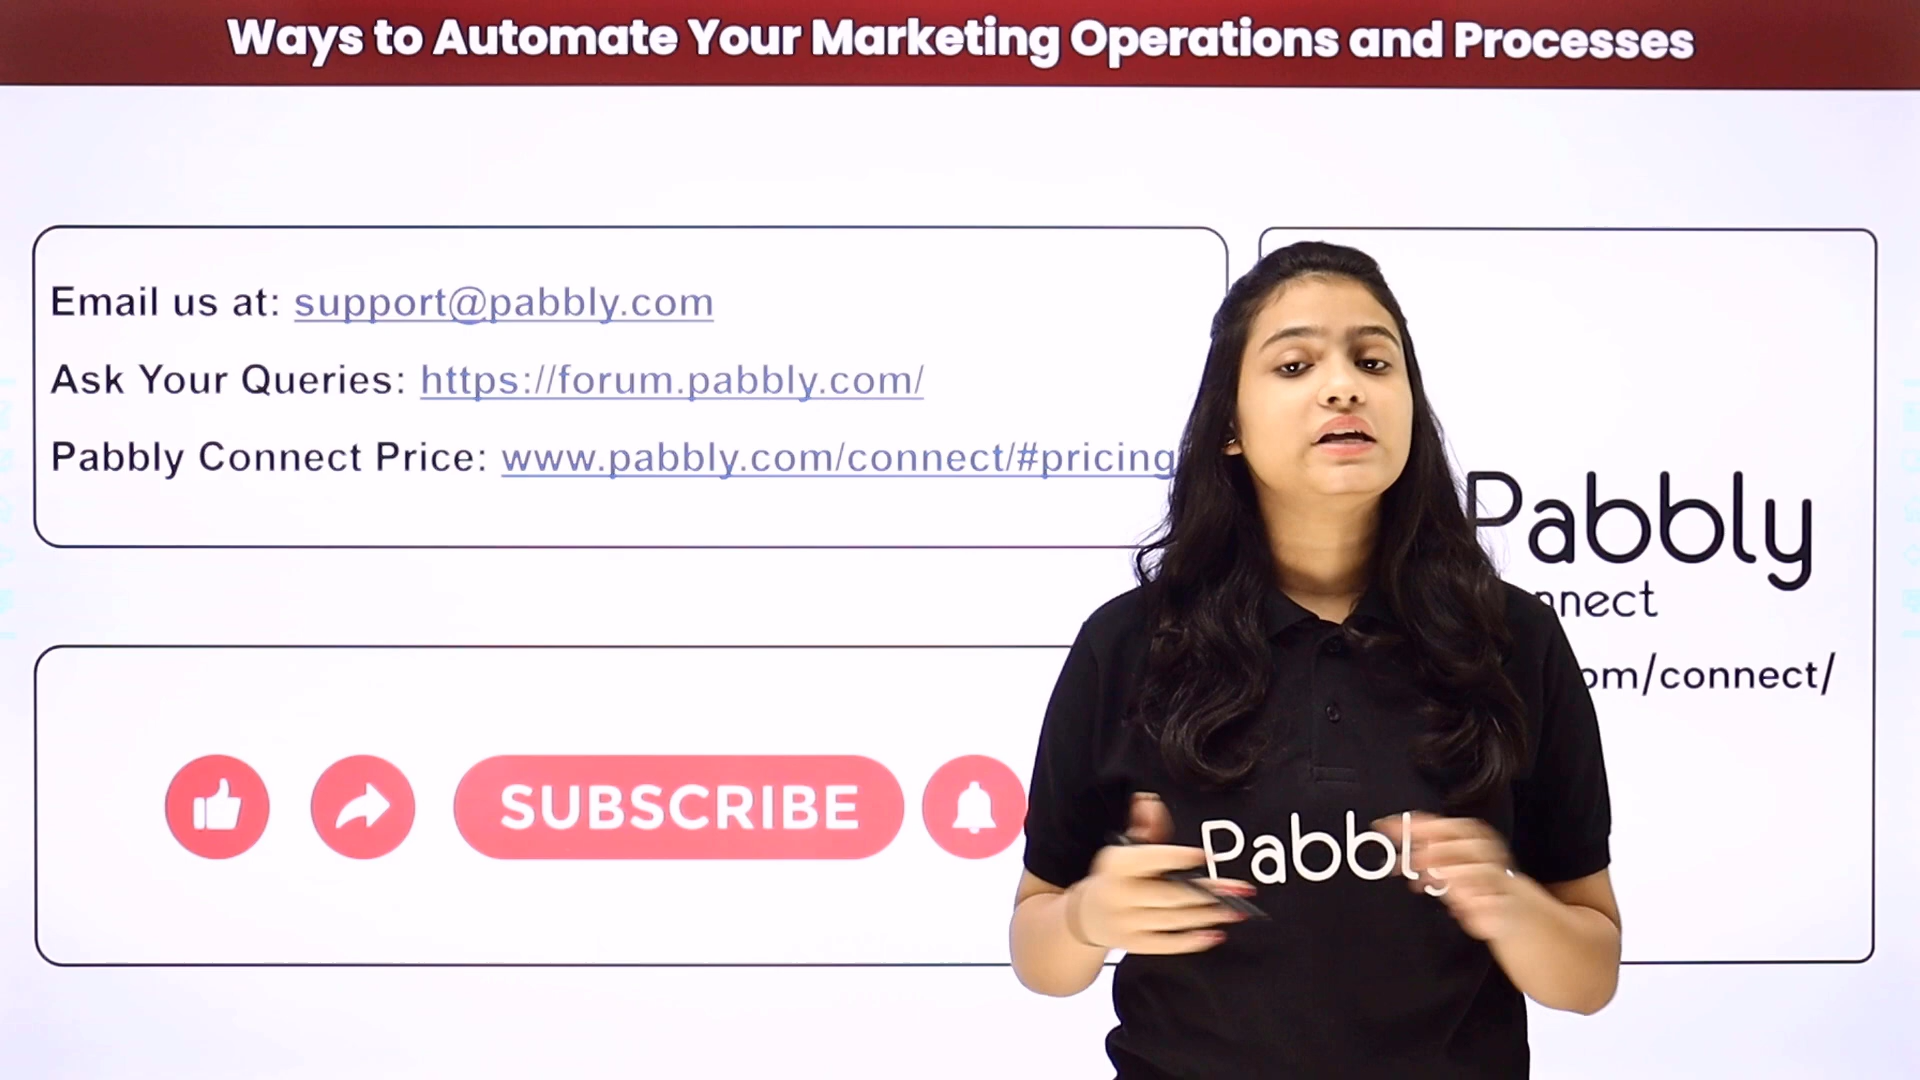 Ways to Automate Your Marketing Operations and Processes
Email us at: support@pabbly.com
Ask Your Queries: https://forum.pabbly.com/
Pabbly Connect Price: www.pabbly.com/connect/#pricing
Pabbly
nnect
om/connect/
SUBSCRIBE
Pabbly